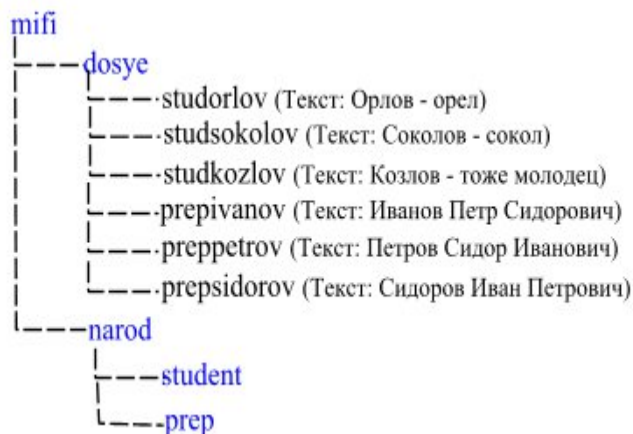 mifi
dosye
studorlov (Текст: Орлов - орел)
studsokolov (Текст: Соколов - сокол)
studkozlov (Текст: Козлов - тоже молодец)
prepivanov (Текст: Иванов Петр Сидорович)
preppetrov (Текст: Петров Сидор Иванович)
prepsidorov (Текст: Сидоров Иван Петрович)
narod
student
prep